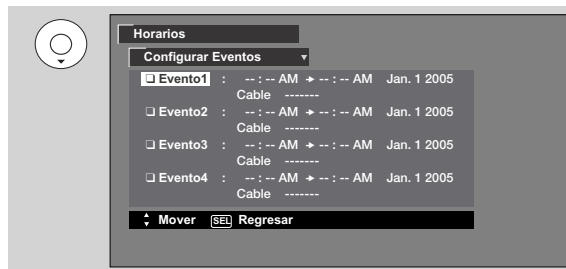 Horarios
Configurar Eventos ▼
❏ Evento1 : -- : -- AM ➔ -- : -- AM Jan. 1 2005
Cable -------
❏ Evento2 : -- : -- AM ➔ -- : -- AM Jan. 1 2005
Cable -------
❏ Evento3 : -- : -- AM ➔ -- : -- AM Jan. 1 2005
Cable -------
❏ Evento4 : -- : -- AM ➔ -- : -- AM Jan. 1 2005
Cable -------
Mover SEL Regresar